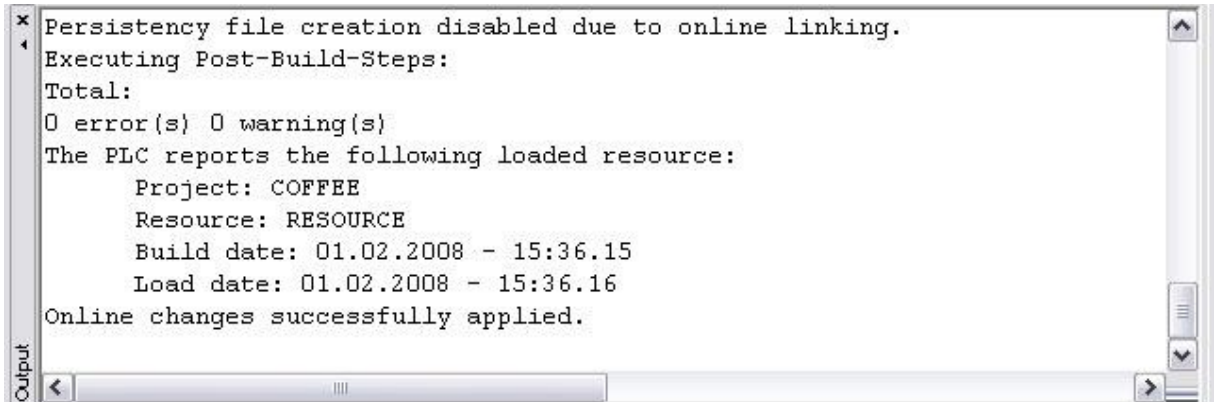 Persistency file creation disabled due to online linking.
Executing Post-Build-Steps:
Total:
0 error(s) 0 warning(s)
The PLC reports the following loaded resource:
Project: COFFEE
Resource: RESOURCE
Build date: 01.02.2008 - 15:36.15
Load date: 01.02.2008 - 15:36.16
Online changes successfully applied.
Output